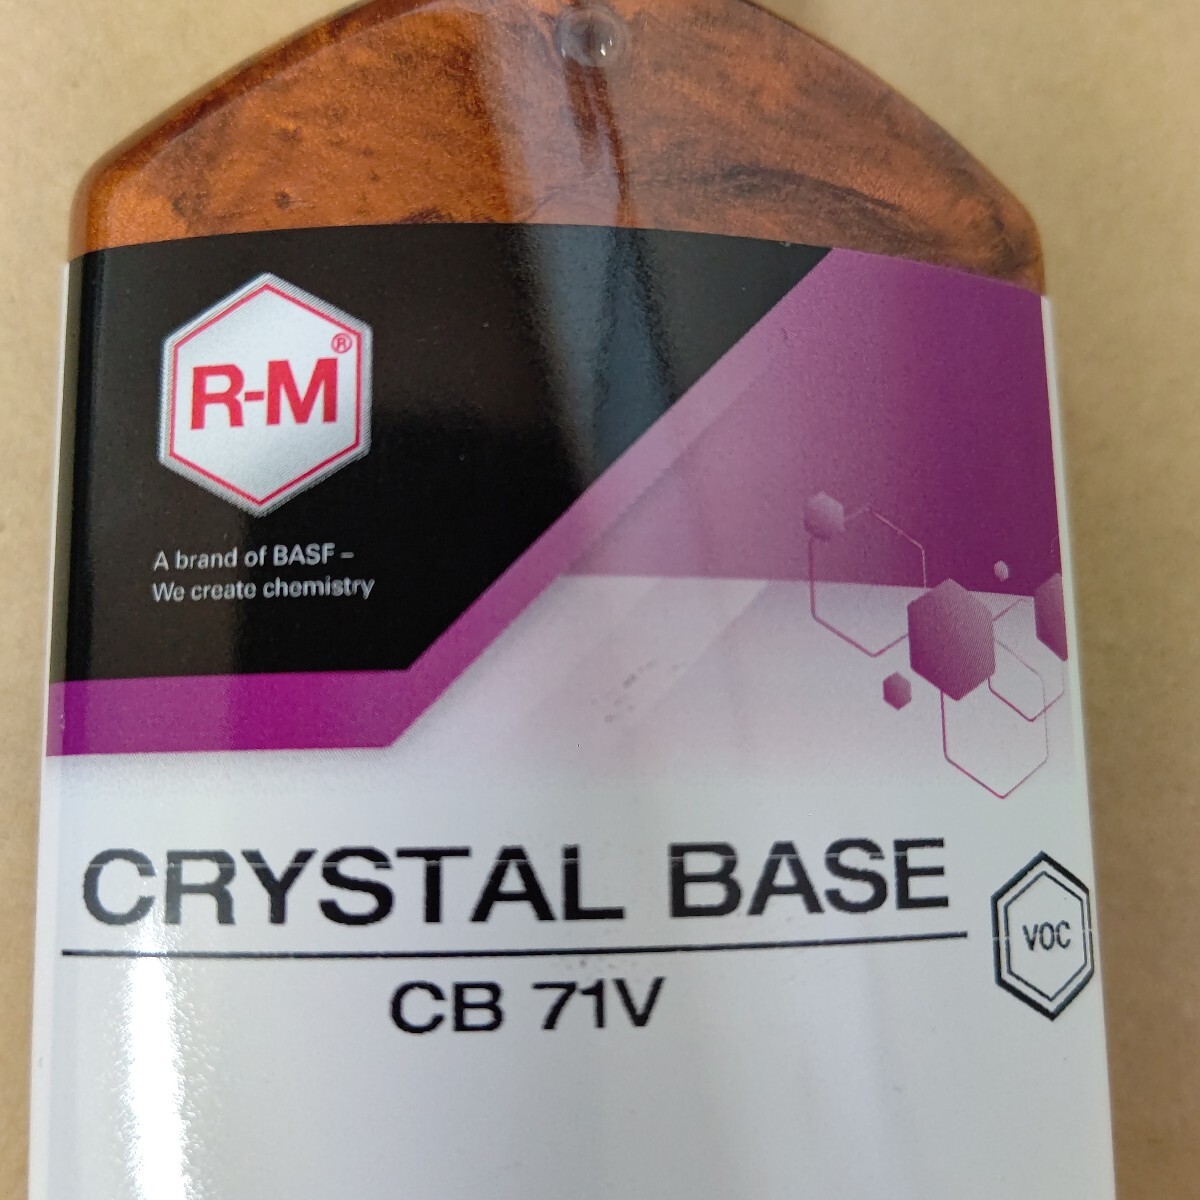 R-M®
A brand of BASF –
We create chemistry
CRYSTAL BASE
VOC
CB 71V